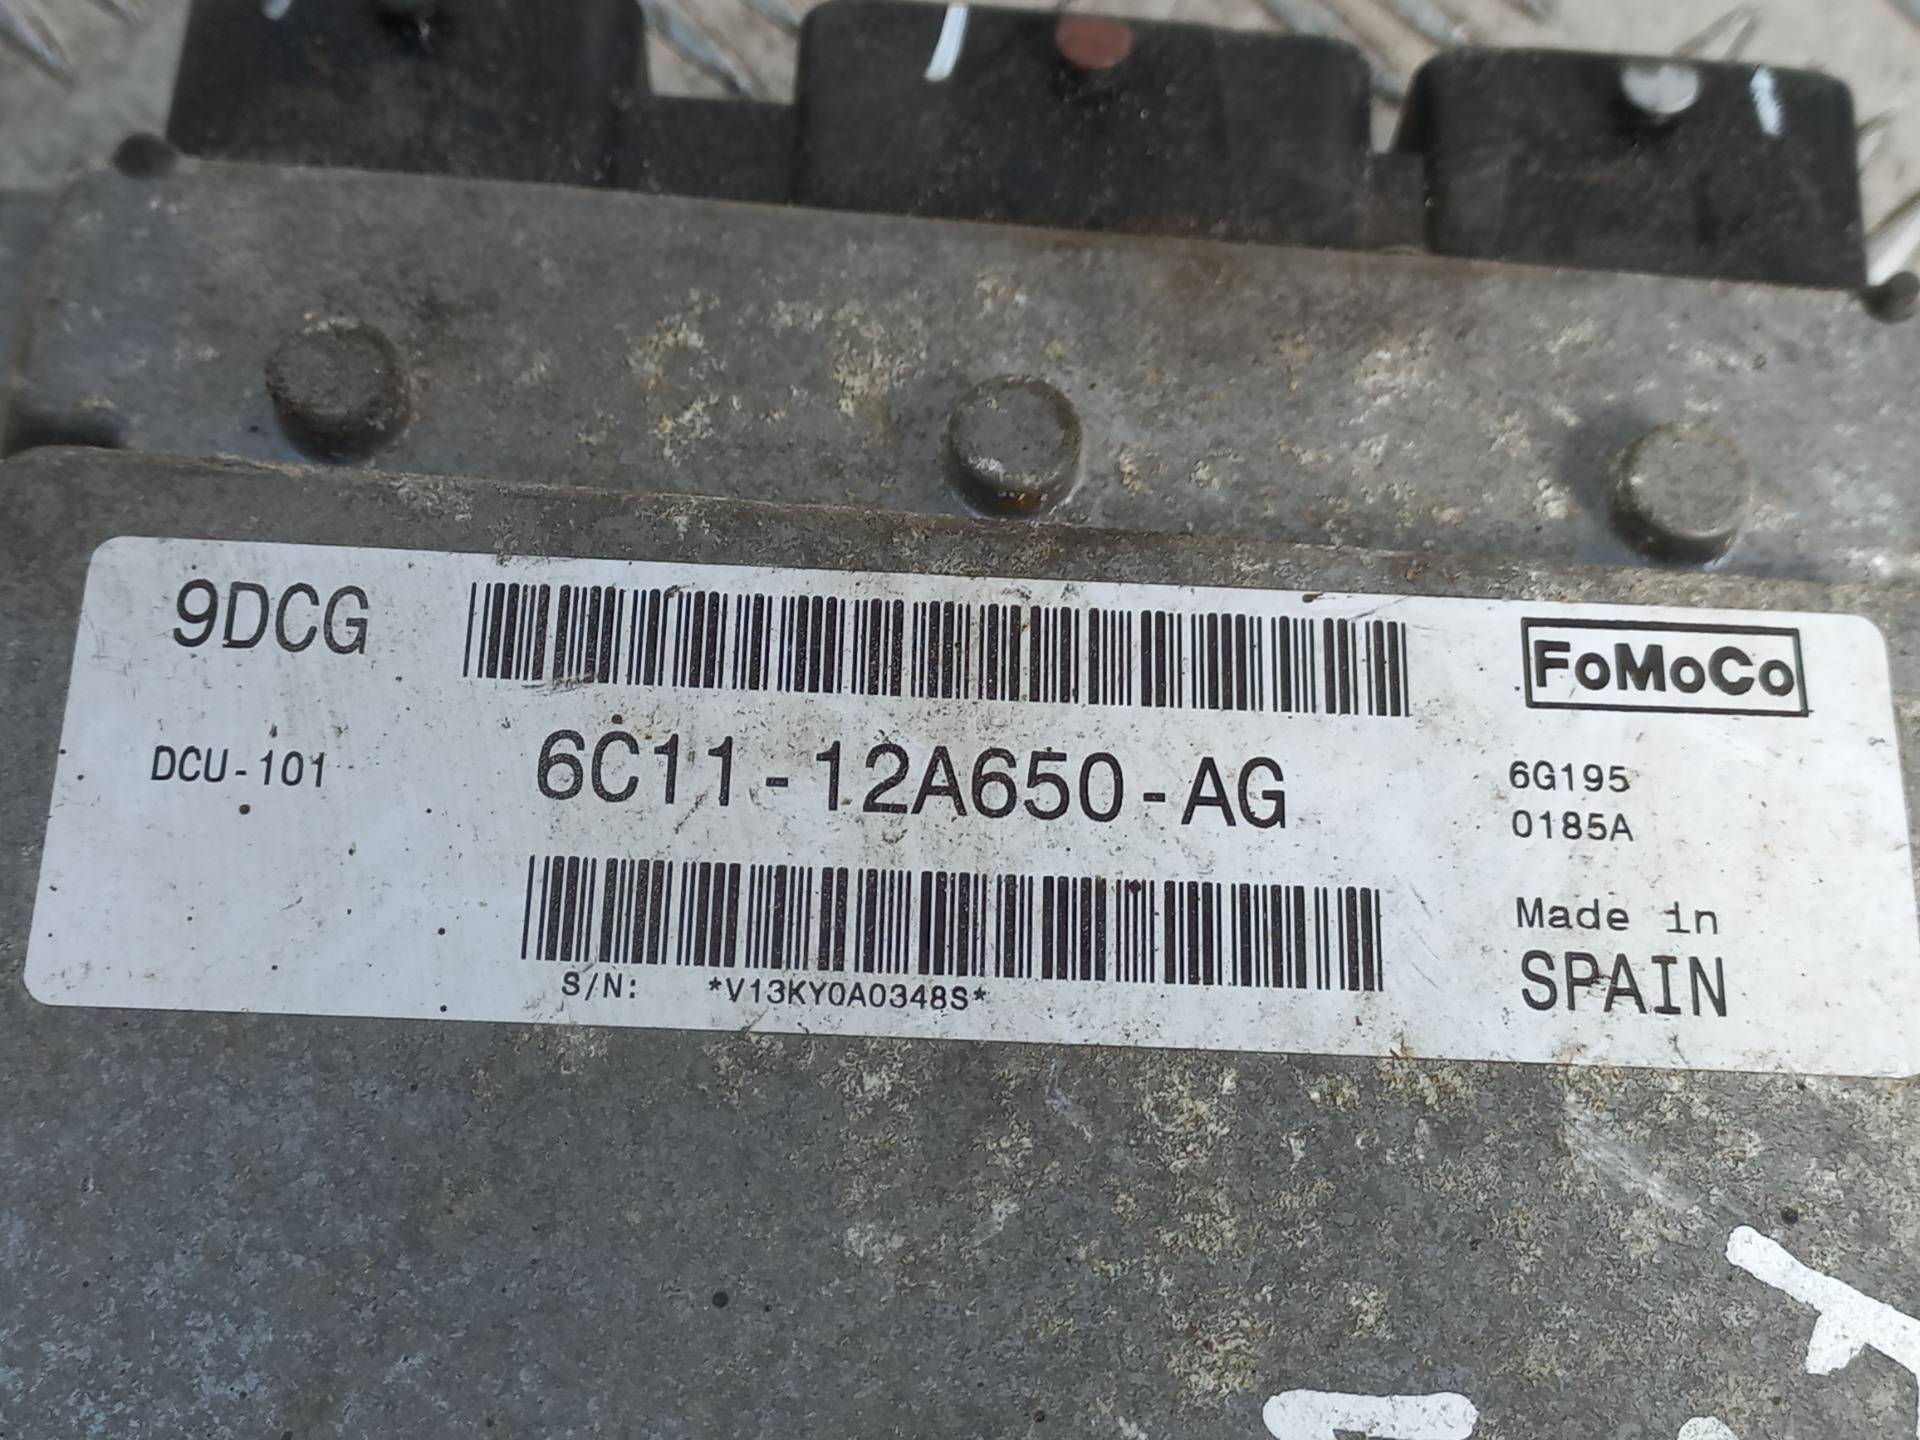 9DCG
FoMoCo
DCU-101
6C11-12A650-AG
6G195
0185A
Made in
SPAIN
S/N: *V13KY0A0348S*